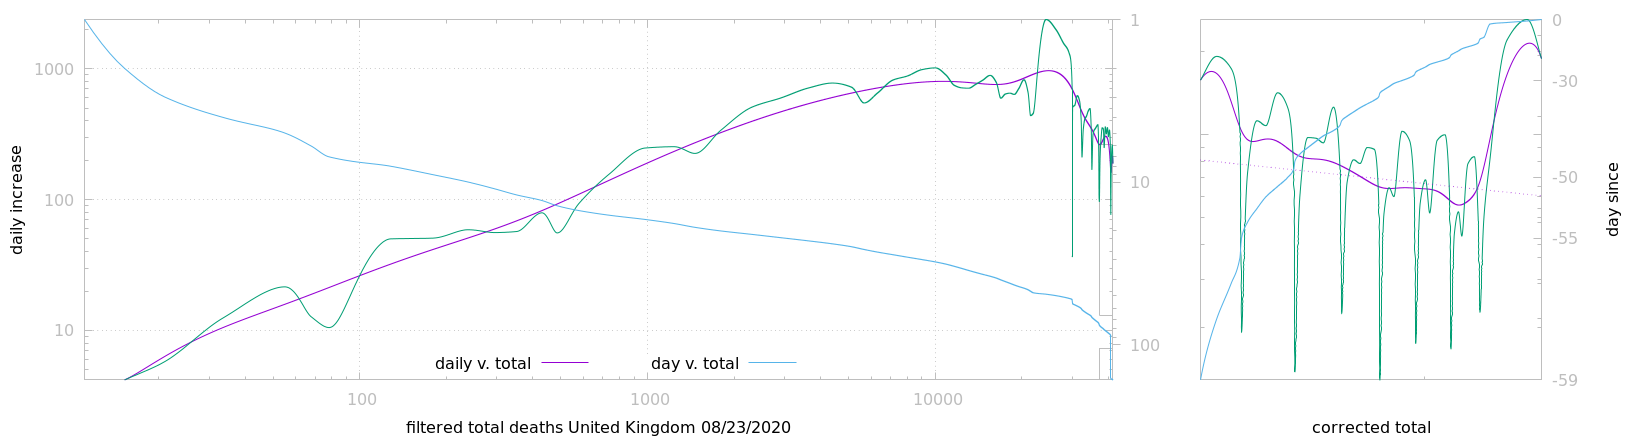 1000
100
10
daily increase
1
10
100
daily v. total
day v. total
100
1000
10000
filtered total deaths United Kingdom 08/23/2020
0
-30
-50
-55
-59
day since
corrected total